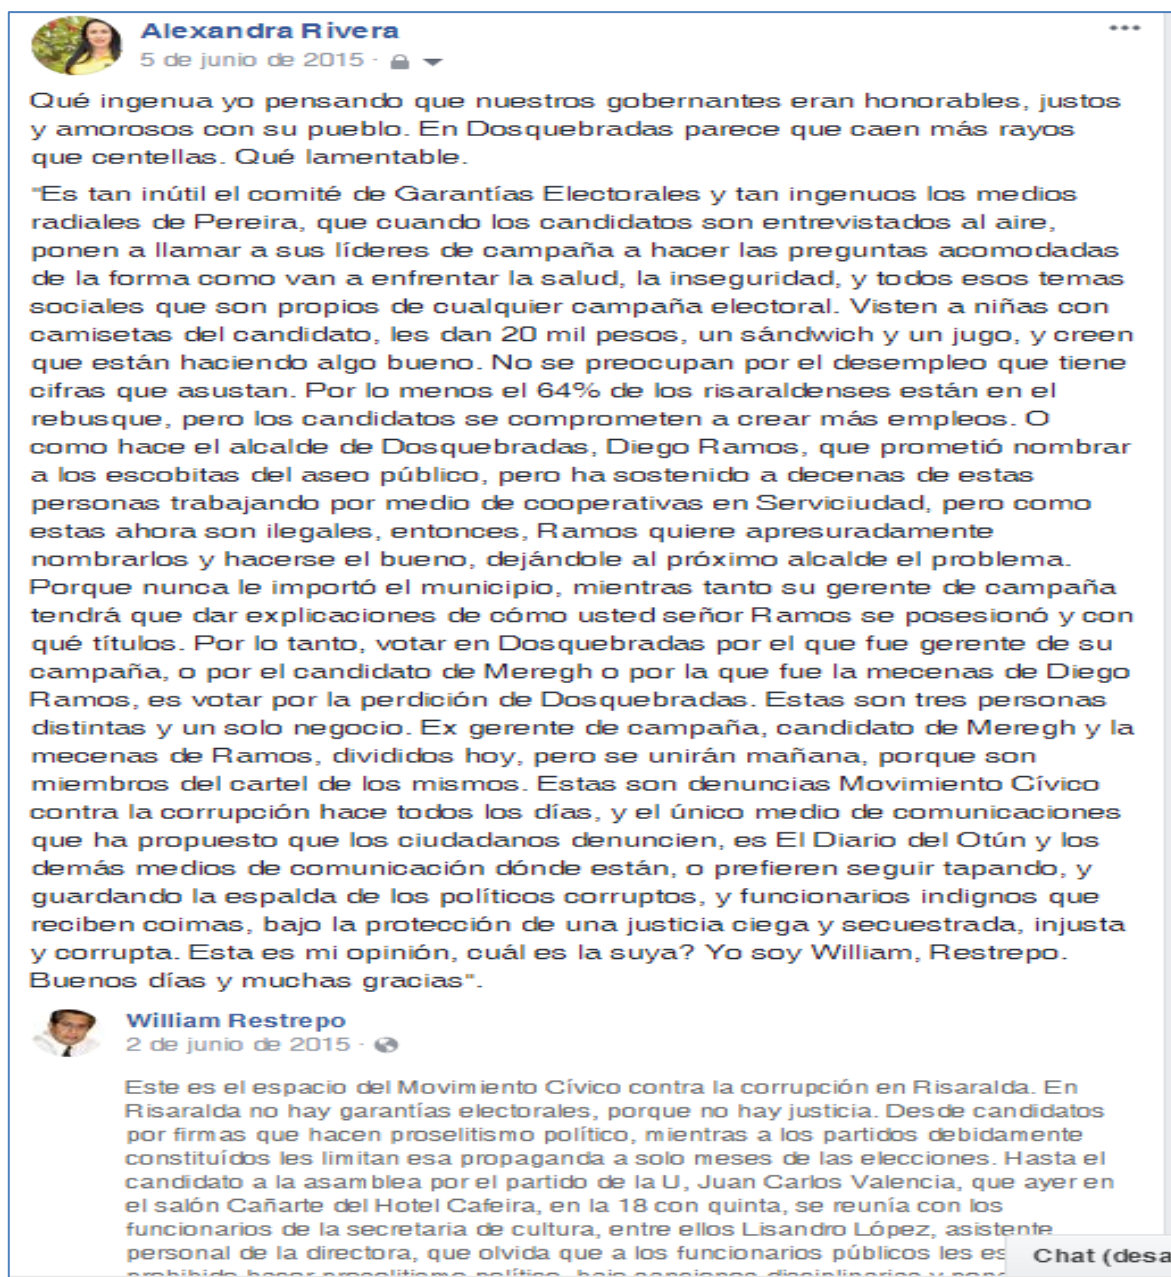 Alexandra Rivera
5 de junio de 2015 ·
Qué ingenua yo pensando que nuestros gobernantes eran honorables, justos
y amorosos con su pueblo. En Dosquebradas parece que caen más rayos
que centellas. Qué lamentable.
"Es tan inútil el comité de Garantías Electorales y tan ingenuos los medios
radiales de Pereira, que cuando los candidatos son entrevistados al aire,
ponen a llamar a sus líderes de campaña a hacer las preguntas acomodadas
de la forma como van a enfrentar la salud, la inseguridad, y todos esos temas
sociales que son propios de cualquier campaña electoral. Visten a niñas con
camisetas del candidato, les dan 20 mil pesos, un sándwich y un jugo, y creen
que están haciendo algo bueno. No se preocupan por el desempleo que tiene
cifras que asustan. Por lo menos el 64% de los risaraldenses están en el
rebusque, pero los candidatos se comprometen a crear más empleos. O
como hace el alcalde de Dosquebradas, Diego Ramos, que prometió nombrar
a los escobitas del aseo público, pero ha sostenido a decenas de estas
personas trabajando por medio de cooperativas en Serviciudad, pero como
estas ahora son ilegales, entonces, Ramos quiere apresuradamente
nombrarlos y hacerse el bueno, dejándole al próximo alcalde el problema.
Porque nunca le importó el municipio, mientras tanto su gerente de campaña
tendrá que dar explicaciones de cómo usted señor Ramos se posesionó y con
qué títulos. Por lo tanto, votar en Dosquebradas por el que fue gerente de su
campaña, o por el candidato de Meregh o por la que fue la mecenas de Diego
Ramos, es votar por la perdición de Dosquebradas. Estas son tres personas
distintas y un solo negocio. Ex gerente de campaña, candidato de Meregh y la
mecenas de Ramos, divididos hoy, pero se unirán mañana, porque son
miembros del cartel de los mismos. Estas son denuncias Movimiento Cívico
contra la corrupción hace todos los días, y el único medio de comunicaciones
que ha propuesto que los ciudadanos denuncien, es El Diario del Otún y los
demás medios de comunicación dónde están, o prefieren seguir tapando, y
guardando la espalda de los políticos corruptos, y funcionarios indignos que
reciben coimas, bajo la protección de una justicia ciega y secuestrada, injusta
y corrupta. Esta es mi opinión, cuál es la suya? Yo soy William, Restrepo.
Buenos días y muchas gracias".
William Restrepo
2 de junio de 2015 ·
Este es el espacio del Movimiento Cívico contra la corrupción en Risaralda. En
Risaralda no hay garantías electorales, porque no hay justicia. Desde candidatos
por firmas que hacen proselitismo político, mientras a los partidos debidamente
constituídos les limitan esa propaganda a solo meses de las elecciones. Hasta el
candidato a la asamblea por el partido de la U, Juan Carlos Valencia, que ayer en
el salón Cañarte del Hotel Cafeira, en la 18 con quinta, se reunía con los
funcionarios de la secretaria de cultura, entre ellos Lisandro López, asistente
personal de la directora, que olvida que a los funcionarios públicos les es
Chat (desa